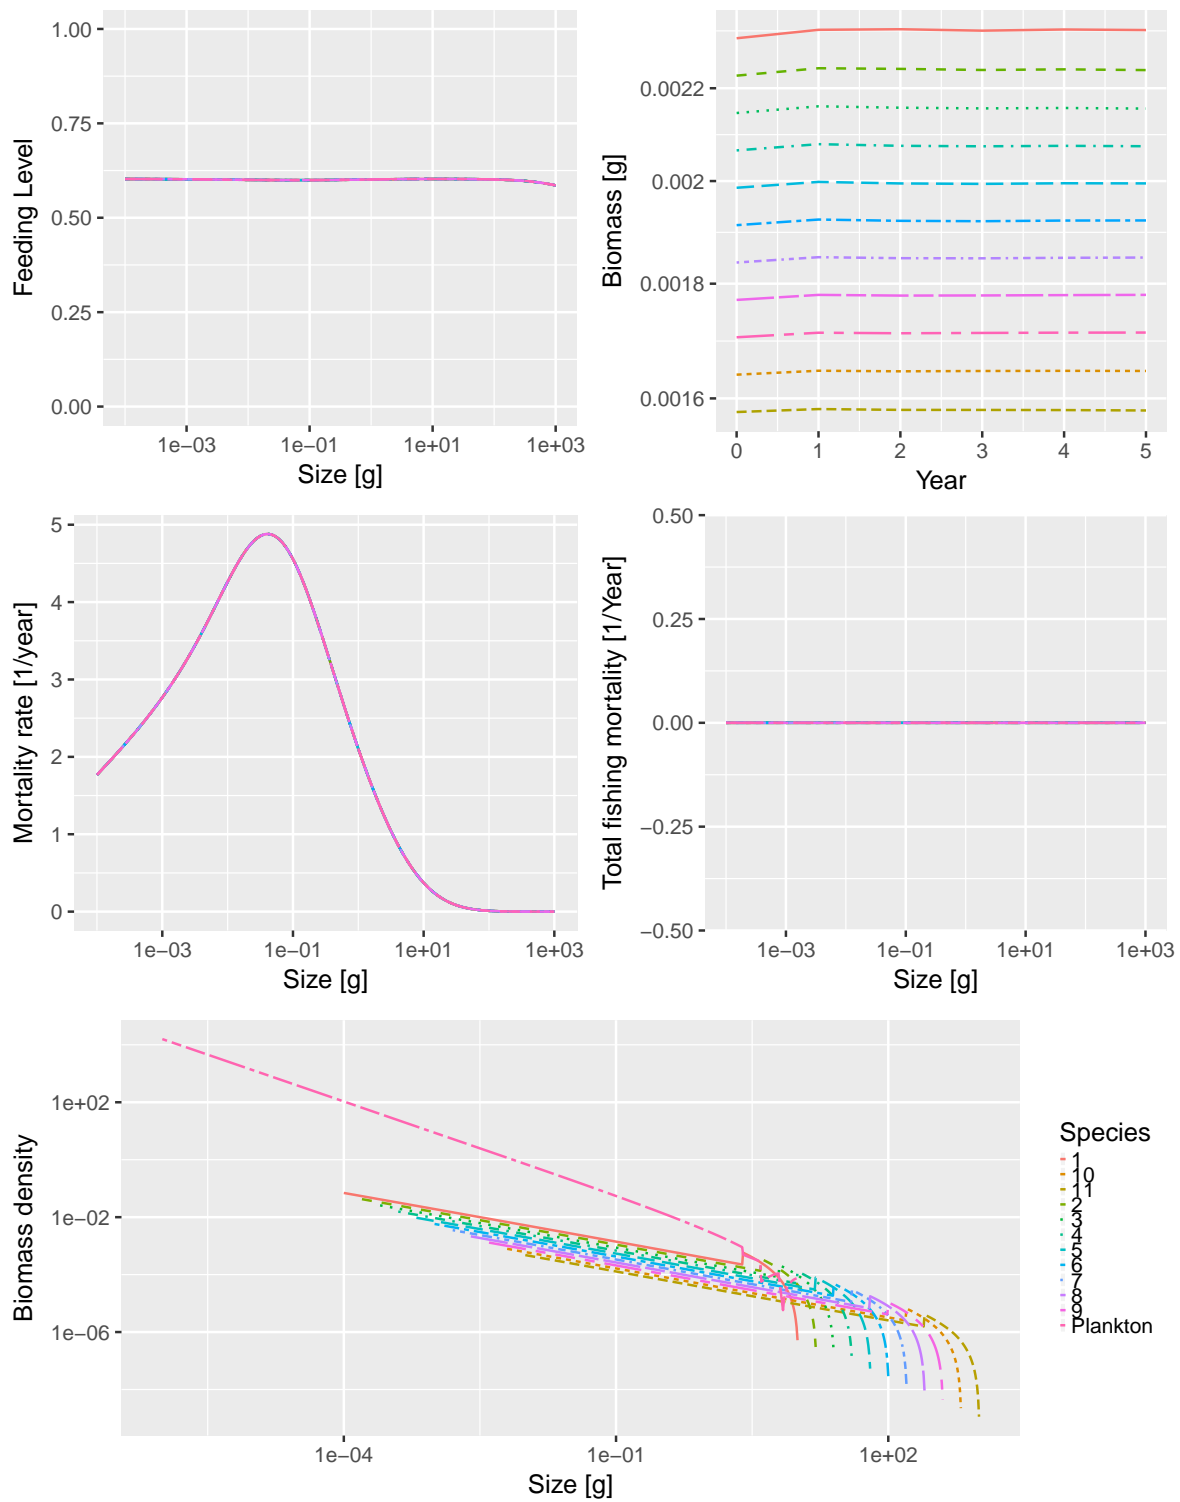 Feeding Level
1.00
0.75
0.50
0.25
0.00
1e−03 1e−01 1e+01 1e+03
Size [g]
Biomass [g]
0.0022
0.002
0.0018
0.0016
0 1 2 3 4 5
Year
Mortality rate [1/year]
5
4
3
2
1
0
1e−03 1e−01 1e+01 1e+03
Size [g]
Total fishing mortality [1/Year]
0.50
0.25
0.00
−0.25
−0.50
1e−03 1e−01 1e+01 1e+03
Size [g]
Biomass density
1e+02
1e−02
1e−06
1e−04 1e−01 1e+02
Size [g]
Species
1
10
11
2
3
4
5
6
7
8
9
Plankton